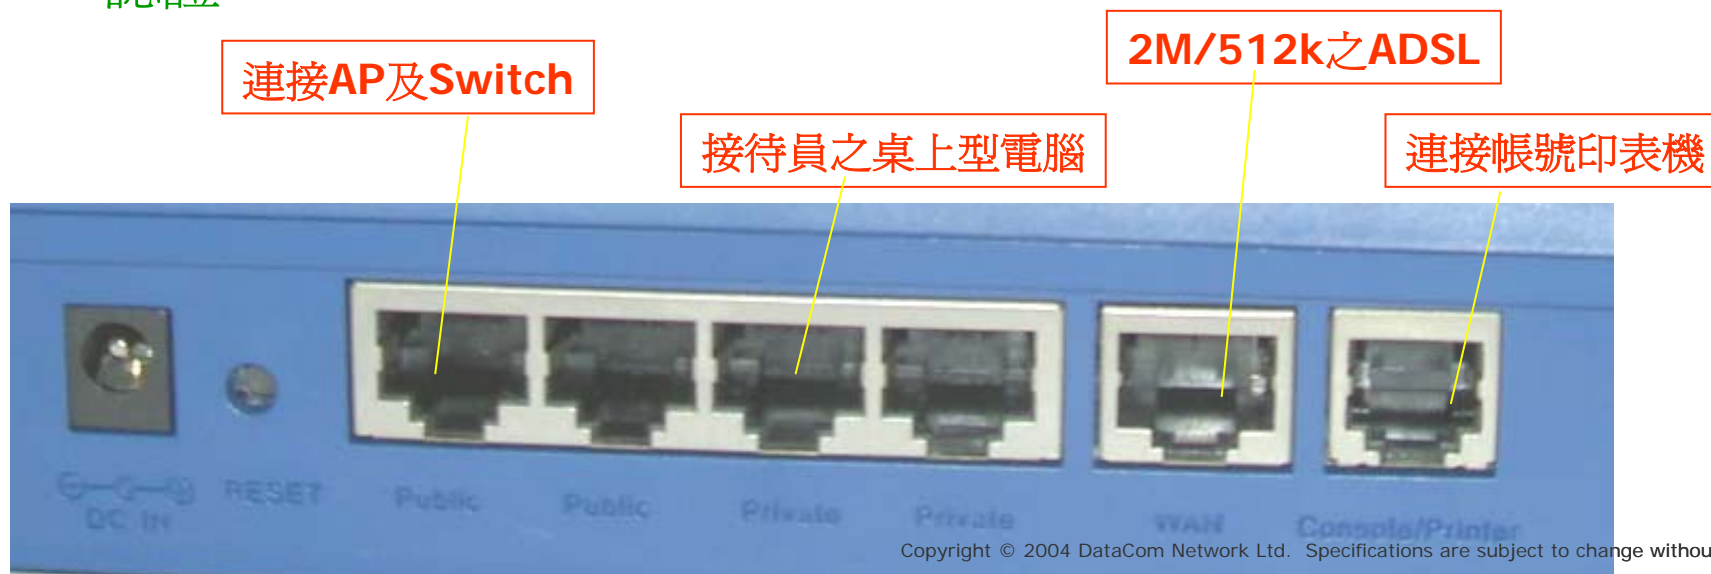 連接AP及Switch
2M/512k之ADSL
接待員之桌上型電腦
連接帳號印表機
DC IN
RESET
Public
Public
Private
Private
WAN
Console/Printer
Copyright © 2004 DataCom Network Ltd. Specifications are subject to change withou